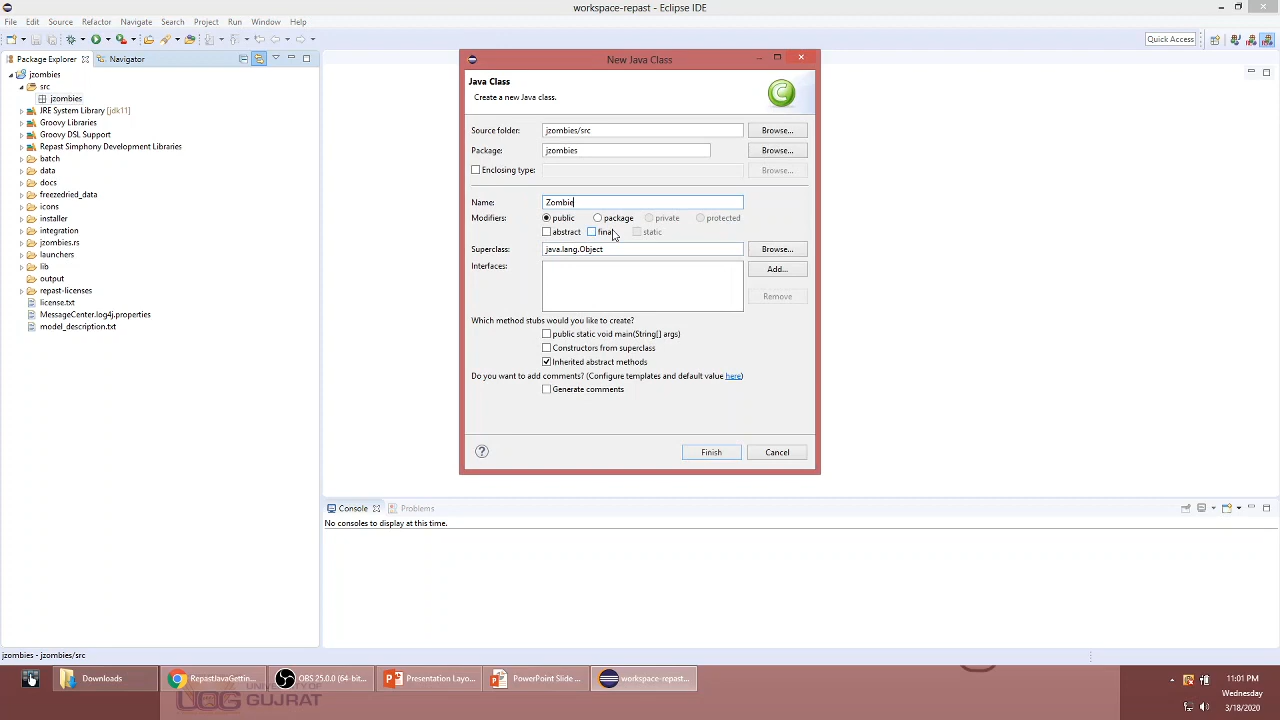 workspace-repast - Eclipse IDE
File Edit Source Refactor Navigate Search Project Run Window Help
Quick Access
Package Explorer Navigator
jzombies
src
jzombies
JRE System Library [jdk11]
Groovy Libraries
Groovy DSL Support
Repast Simphony Development Libraries
batch
data
docs
freezedried_data
icons
installer
integration
jzombies.rs
launchers
lib
output
repast-licenses
license.txt
MessageCenter.log4j.properties
model_description.txt
New Java Class
Java Class
Create a new Java class.
Source folder: jzombies/src Browse...
Package: jzombies Browse...
Enclosing type: Browse...
Name: Zombie
Modifiers: public package private protected
abstract final static
Superclass: java.lang.Object Browse...
Interfaces: Add...
Remove
Which method stubs would you like to create?
public static void main(String[] args)
Constructors from superclass
Inherited abstract methods
Do you want to add comments? (Configure templates and default value here)
Generate comments
Finish Cancel
Console Problems
No consoles to display at this time.
jzombies - jzombies/src
Downloads RepastJavaGettin... OBS 25.0.0 (64-bit... Presentation Layo... PowerPoint Slide ... workspace-repast...
11:01 PM
Wednesday
3/18/2020
UNIVERSITY OF
GUJRAT